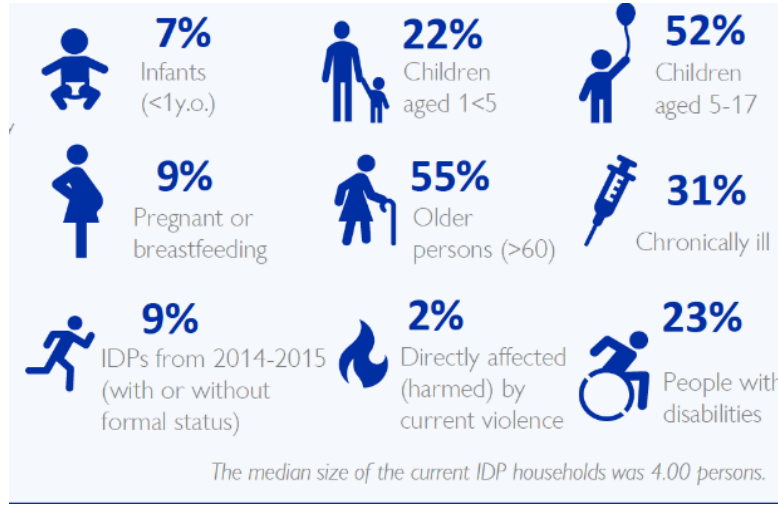 7%
Infants
(<1y.o.)
22%
Children
aged 1<5
52%
Children
aged 5-17
9%
Pregnant or
breastfeeding
55%
Older
persons (>60)
31%
Chronically ill
9%
IDPs from 2014-2015
(with or without
formal status)
2%
Directly affected
(harmed) by
current violence
23%
People with
disabilities
The median size of the current IDP households was 4.00 persons.